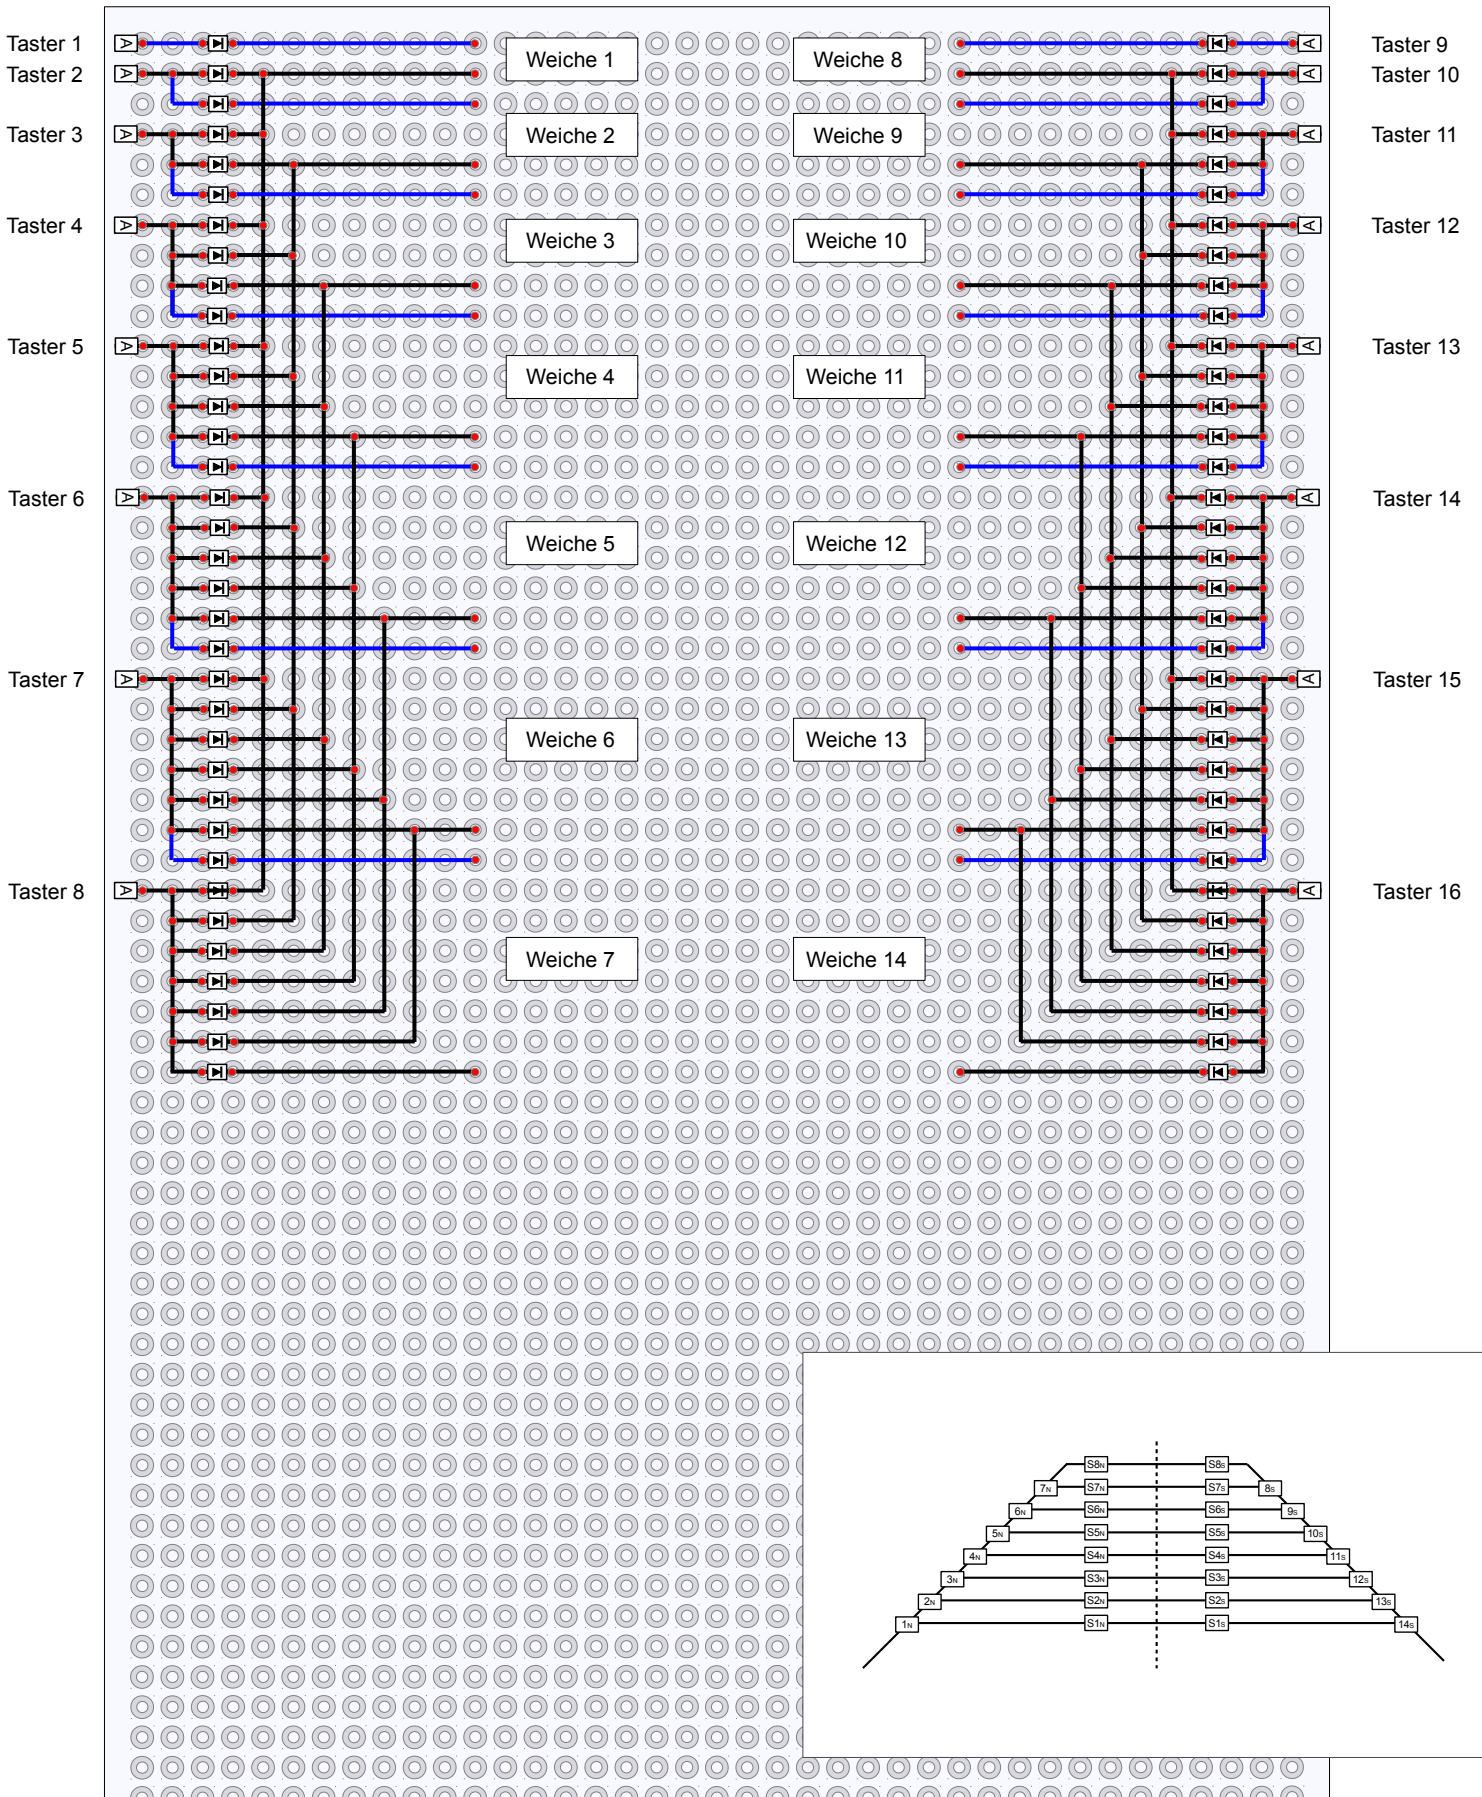 Taster 1
Taster 2
Taster 3
Taster 4
Taster 5
Taster 6
Taster 7
Taster 8
A
A
A
A
A
A
A
A
Weiche 1
Weiche 2
Weiche 3
Weiche 4
Weiche 5
Weiche 6
Weiche 7
Weiche 8
Weiche 9
Weiche 10
Weiche 11
Weiche 12
Weiche 13
Weiche 14
A
A
A
A
A
A
A
A
Taster 9
Taster 10
Taster 11
Taster 12
Taster 13
Taster 14
Taster 15
Taster 16
S8N S8S
7N S7N S7S 8S
6N S6N S6S 9S
5N S5N S5S 10S
4N S4N S4S 11S
3N S3N S3S 12S
2N S2N S2S 13S
1N S1N S1S 14S